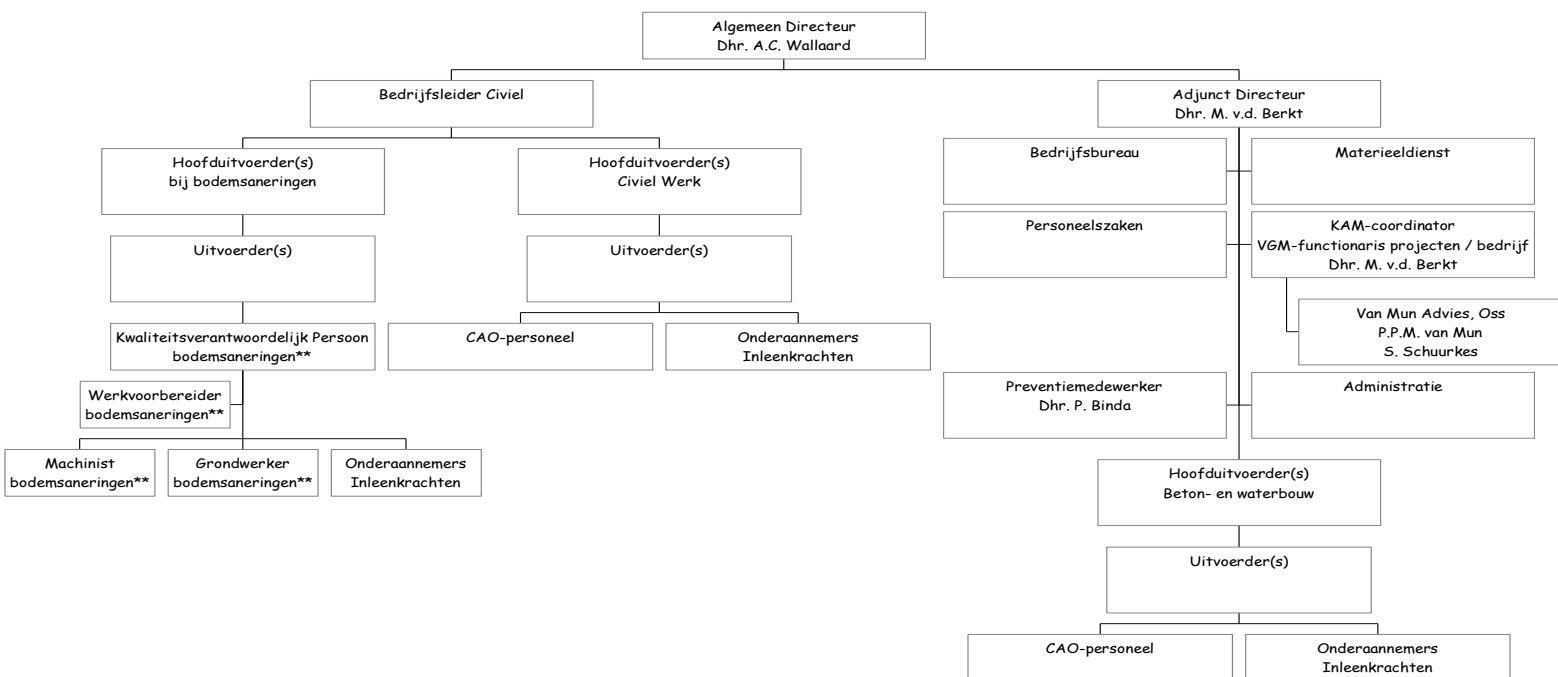 Algemeen Directeur
Dhr. A.C. Wallaard
Bedrijfsleider Civiel
Adjunct Directeur
Dhr. M. v.d. Berkt
Hoofduitvoerder(s)
bij bodemsaneringen
Hoofduitvoerder(s)
Civiel Werk
Bedrijfsbureau
Materieeldienst
Uitvoerder(s)
Uitvoerder(s)
Personeelszaken
KAM-coordinator
VGM-functionaris projecten / bedrijf
Dhr. M. v.d. Berkt
Kwaliteitsverantwoordelijk Persoon
bodemsaneringen**
CAO-personeel
Onderaannemers
Inleenkrachten
Van Mun Advies, Oss
P.P.M. van Mun
S. Schuurkes
Werkvoorbereider
bodemsaneringen**
Preventiemedewerker
Dhr. P. Binda
Administratie
Machinist
bodemsaneringen**
Grondwerker
bodemsaneringen**
Onderaannemers
Inleenkrachten
Hoofduitvoerder(s)
Beton- en waterbouw
Uitvoerder(s)
CAO-personeel
Onderaannemers
Inleenkrachten